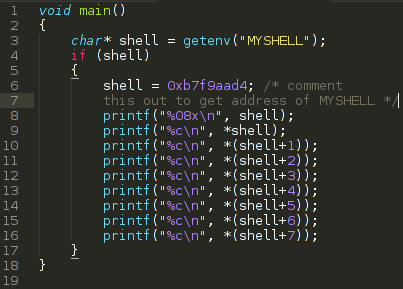 1 void main()
2 {
3     char* shell = getenv("MYSHELL");
4     if (shell)
5     {
6         shell = 0xb7f9aad4; /* comment
7         this out to get address of MYSHELL */
8         printf("%08x\n", shell);
9         printf("%c\n", *shell);
10         printf("%c\n", *(shell+1));
11         printf("%c\n", *(shell+2));
12         printf("%c\n", *(shell+3));
13         printf("%c\n", *(shell+4));
14         printf("%c\n", *(shell+5));
15         printf("%c\n", *(shell+6));
16         printf("%c\n", *(shell+7));
17     }
18 }
19